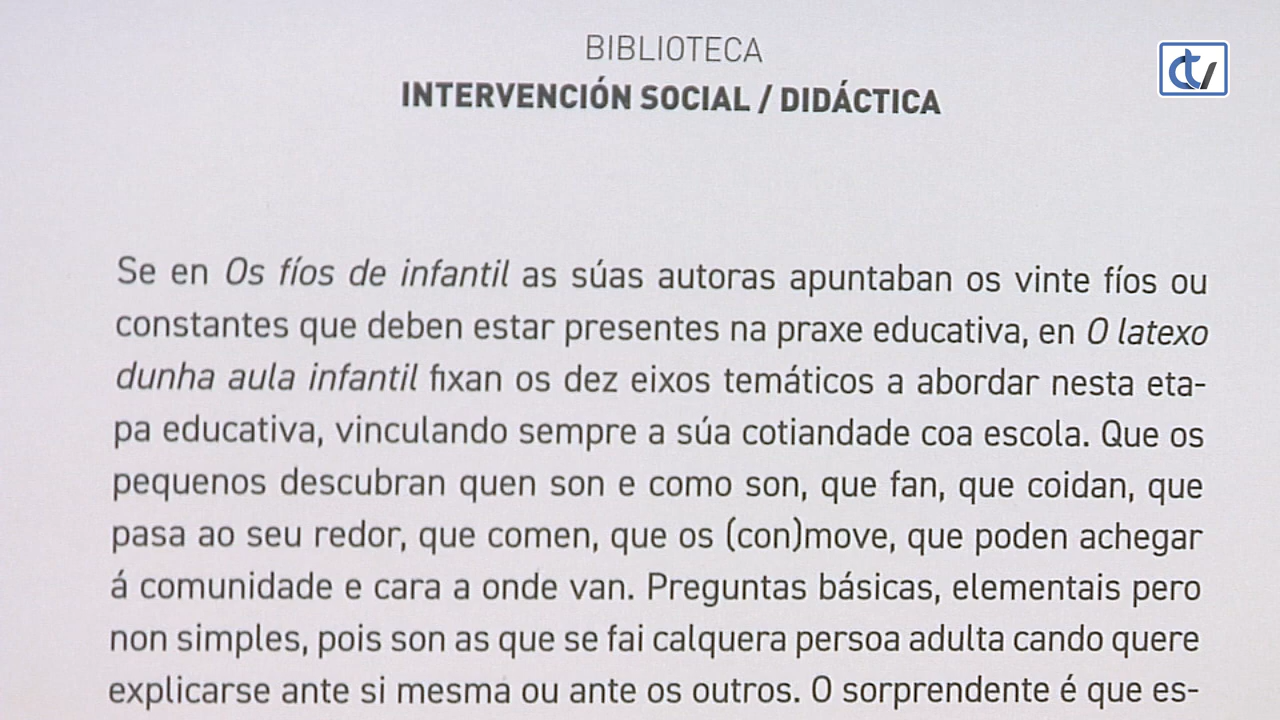 BIBLIOTECA
INTERVENCIÓN SOCIAL / DIDÁCTICA
ctv
Se en Os fíos de infantil as súas autoras apuntaban os vinte fíos ou
constantes que deben estar presentes na praxe educativa, en O latexo
dunha aula infantil fixan os dez eixos temáticos a abordar nesta eta-
pa educativa, vinculando sempre a súa cotiandade coa escola. Que os
pequenos descubran quen son e como son, que fan, que coidan, que
pasa ao seu redor, que comen, que os (con)move, que poden achegar
á comunidade e cara a onde van. Preguntas básicas, elementais pero
non simples, pois son as que se fai calquera persoa adulta cando quere
explicarse ante si mesma ou ante os outros. O sorprendente é que es-